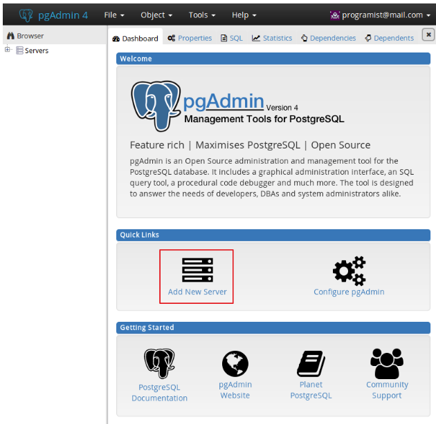 pgAdmin 4 File Object Tools Help programist@mail.com
Browser
Servers
Dashboard Properties SQL Statistics Dependencies Dependents
Welcome
pgAdmin Version 4
Management Tools for PostgreSQL
Feature rich | Maximises PostgreSQL | Open Source
pgAdmin is an Open Source administration and management tool for the
PostgreSQL database. It Includes a graphical administration interface, an SQL
query tool, a procedural code debugger and much more. The tool is designed
to answer the needs of developers, DBAs and system administrators alike.
Quick Links
Add New Server Configure pgAdmin
Getting Started
PostgreSQL
Documentation
pgAdmin
Website
Planet
PostgreSQL
Community
Support